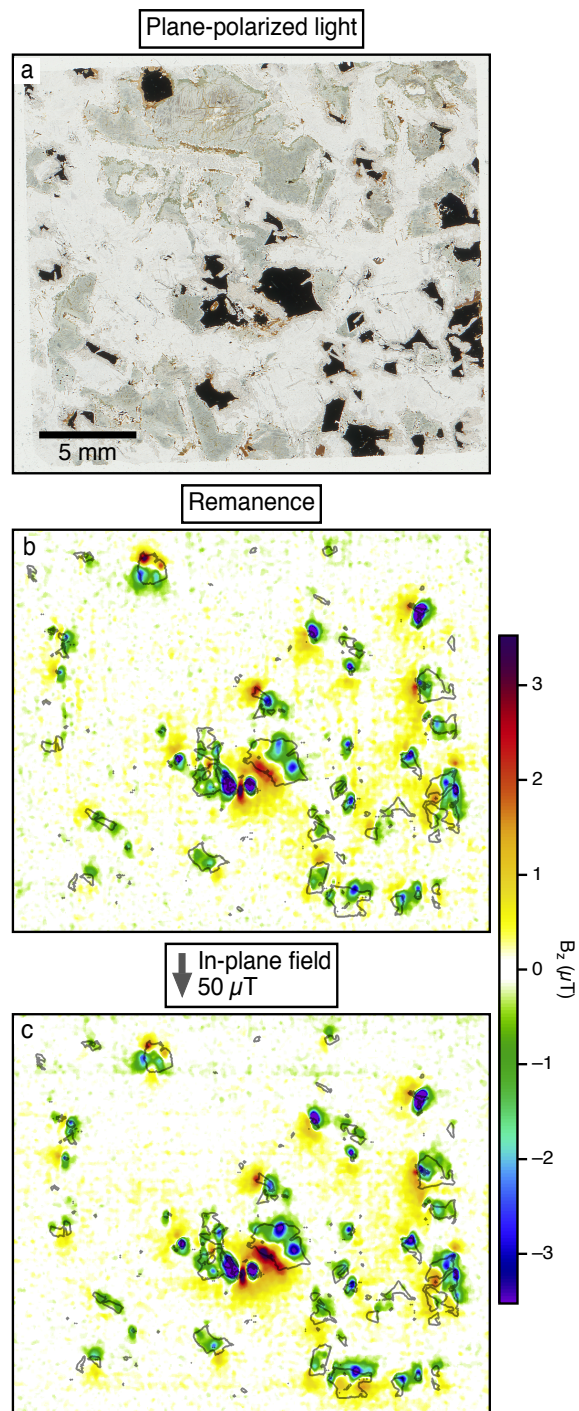 Plane-polarized light
a
5 mm
Remanence
b
3
2
1
0
−1
−2
−3
B_z (μT)
In-plane field
50 μT
c